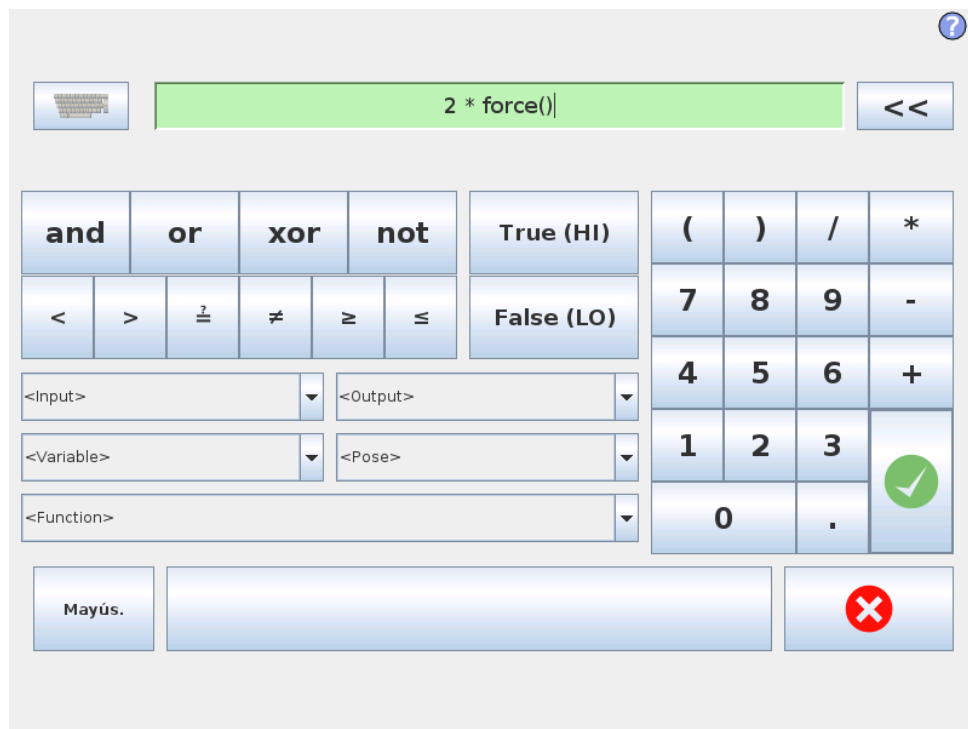 ?
2 * force()
<<
and or xor not True (HI) ( ) / *
< > ≟ ≠ ≥ ≤ False (LO) 7 8 9 -
<Input> <Output> 4 5 6 +
<Variable> <Pose> 1 2 3
<Function> 0 .
Mayús.